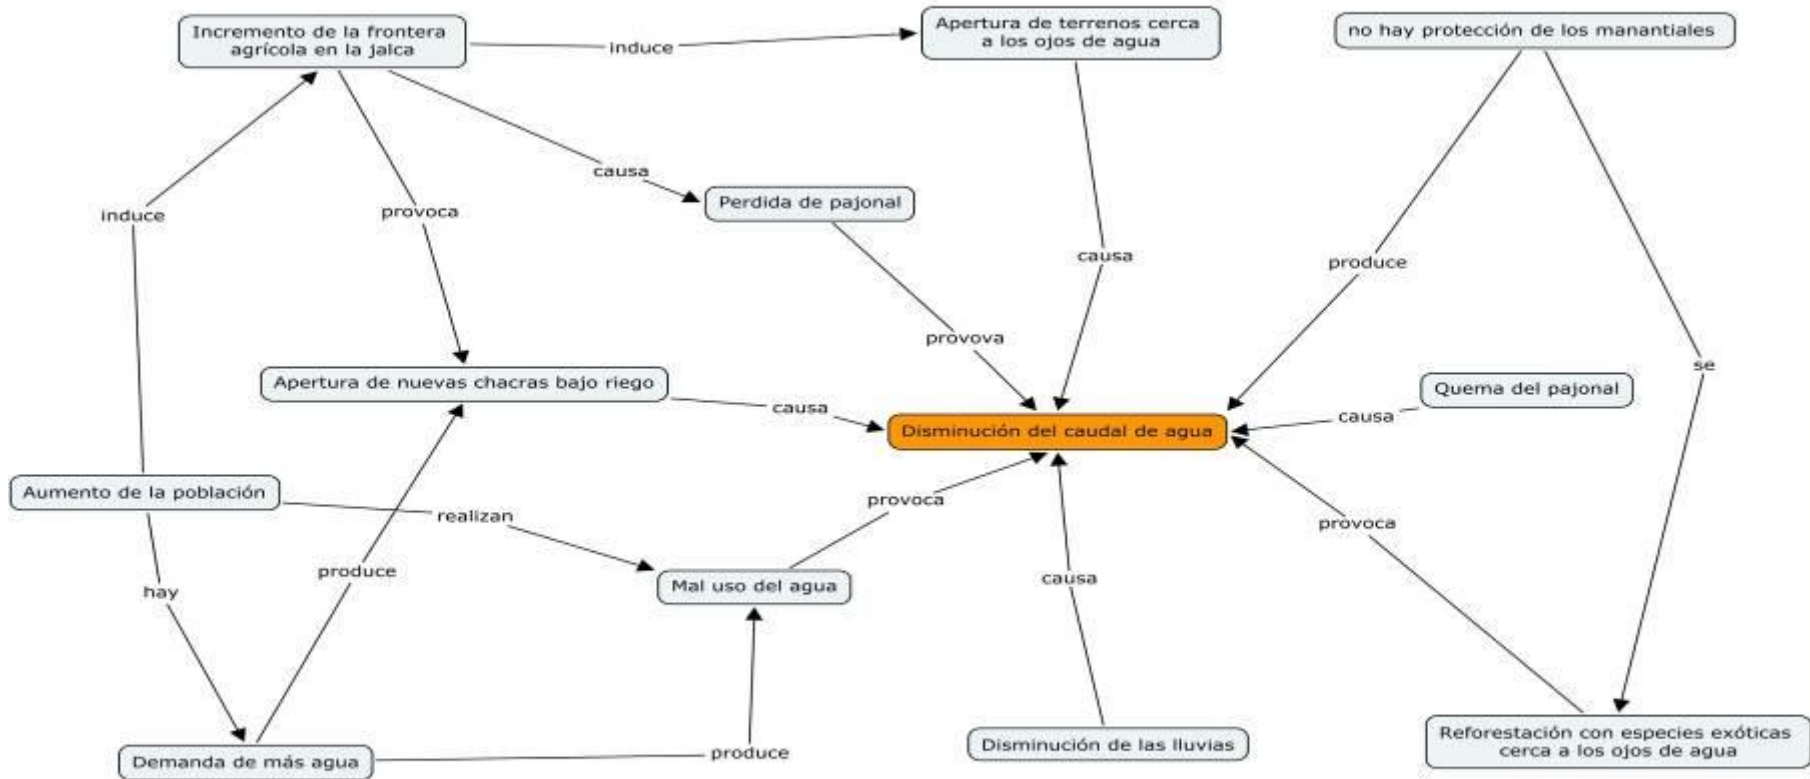 Incremento de la frontera
agrícola en la jalca
induce
Apertura de terrenos cerca
a los ojos de agua
no hay protección de los manantiales
causa
Perdida de pajonal
induce
provoca
causa
produce
provova
se
Apertura de nuevas chacras bajo riego
causa
Quema del pajonal
causa
Disminución del caudal de agua
Aumento de la población
realizan
provoca
provoca
hay
produce
Mal uso del agua
causa
Demanda de más agua
produce
Disminución de las lluvias
Reforestación con especies exóticas
cerca a los ojos de agua